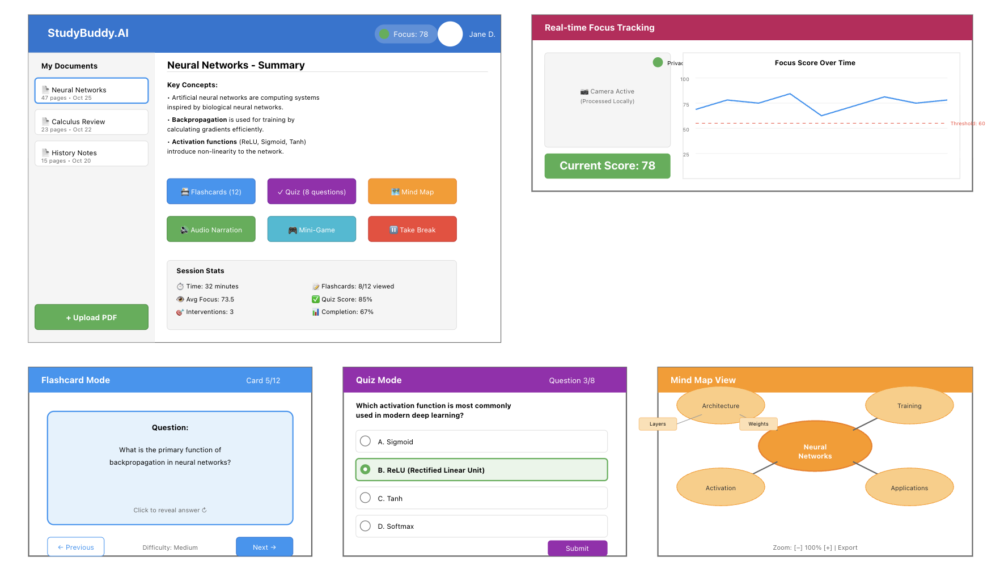 StudyBuddy.AI
Focus: 78
Jane D.
My Documents
Neural Networks
47 pages • Oct 25
Calculus Review
23 pages • Oct 22
History Notes
15 pages • Oct 20
+ Upload PDF
Neural Networks - Summary
Key Concepts:
• Artificial neural networks are computing systems
inspired by biological neural networks.
• Backpropagation is used for training by
calculating gradients efficiently.
• Activation functions (ReLU, Sigmoid, Tanh)
introduce non-linearity to the network.
Flashcards (12)
✓ Quiz (8 questions)
Mind Map
Audio Narration
Mini-Game
Take Break
Session Stats
Time: 32 minutes
Avg Focus: 73.5
Interventions: 3
Flashcards: 8/12 viewed
Quiz Score: 85%
Completion: 67%
Real-time Focus Tracking
Privac
Camera Active
(Processed Locally)
Current Score: 78
Focus Score Over Time
100
75
50
25
Threshold: 60
Flashcard Mode
Card 5/12
Question:
What is the primary function of
backpropagation in neural networks?
Click to reveal answer ↻
← Previous
Difficulty: Medium
Next →
Quiz Mode
Question 3/8
Which activation function is most commonly
used in modern deep learning?
A. Sigmoid
B. ReLU (Rectified Linear Unit)
C. Tanh
D. Softmax
Submit
Mind Map View
Architecture
Training
Layers
Weights
Neural
Networks
Activation
Applications
Zoom: [−] 100% [+] | Export